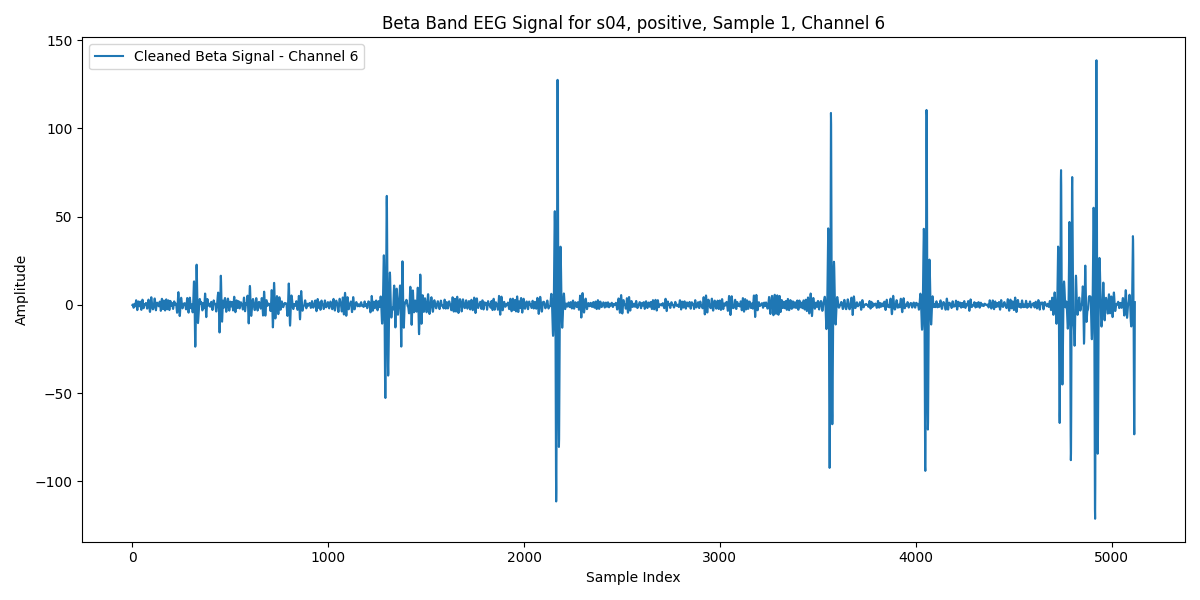 Beta Band EEG Signal for s04, positive, Sample 1, Channel 6
Cleaned Beta Signal - Channel 6
150
100
50
0
−50
−100
Amplitude
0 1000 2000 3000 4000 5000
Sample Index